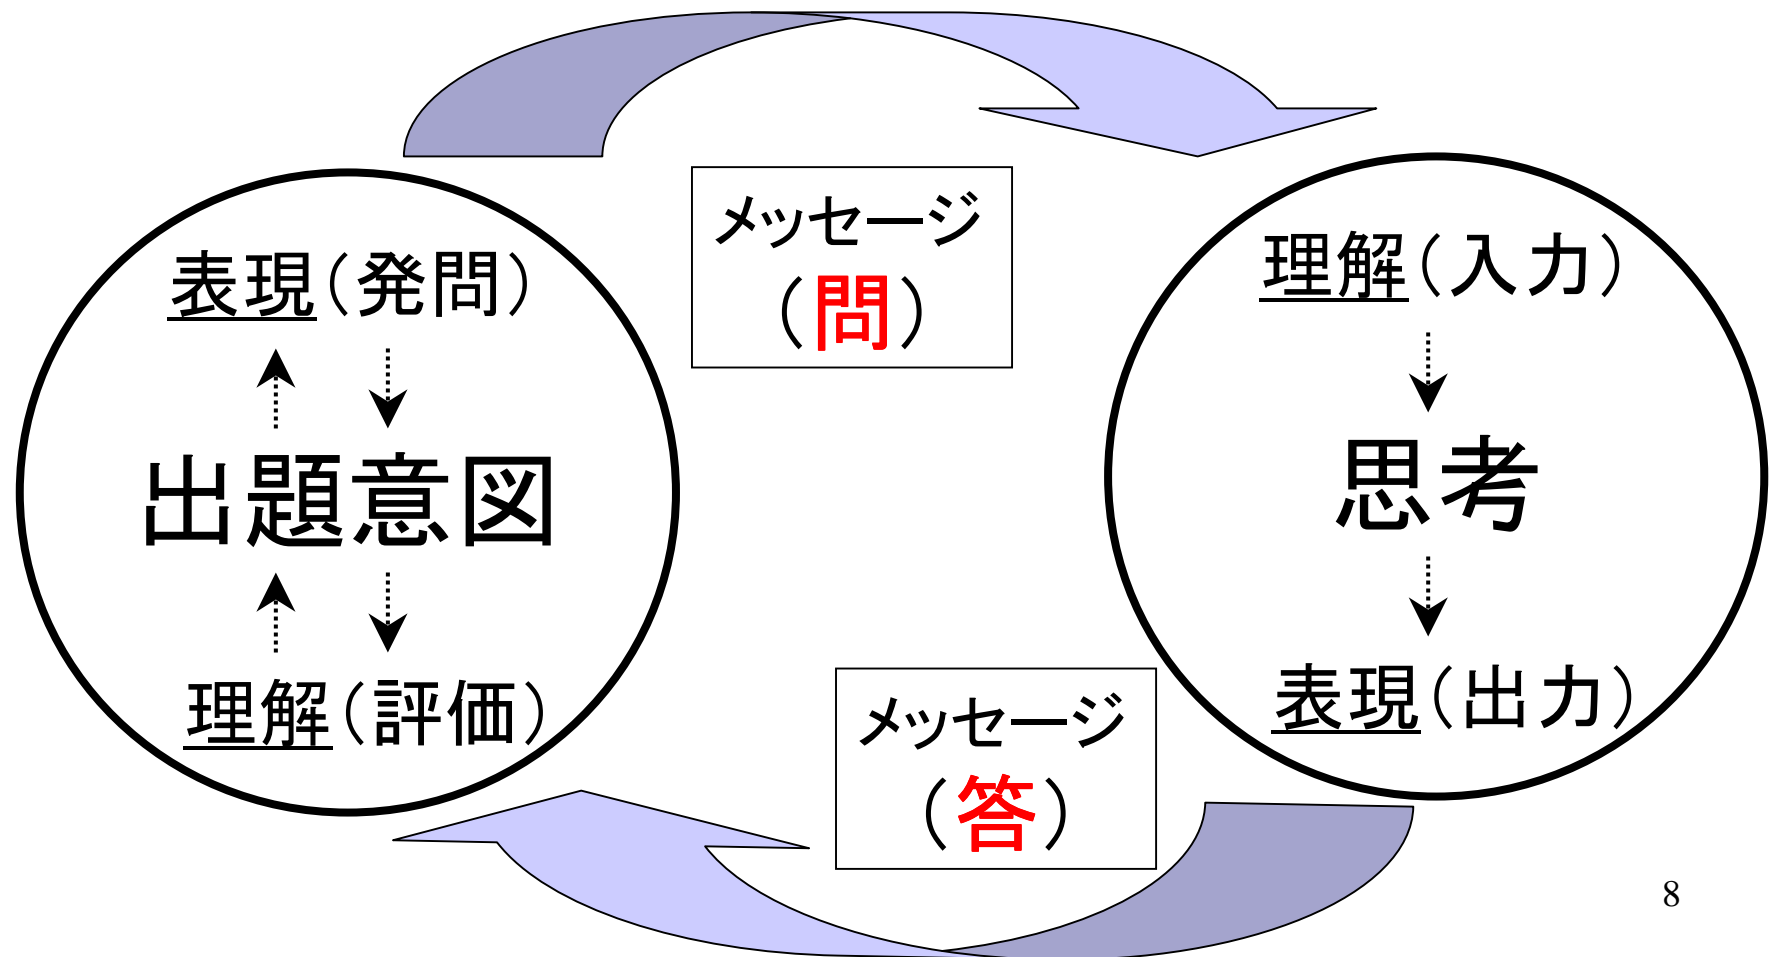 表現(発問)
出題意図
理解(評価)
メッセージ
(問)
メッセージ
(答)
理解(入力)
思考
表現(出力)
8